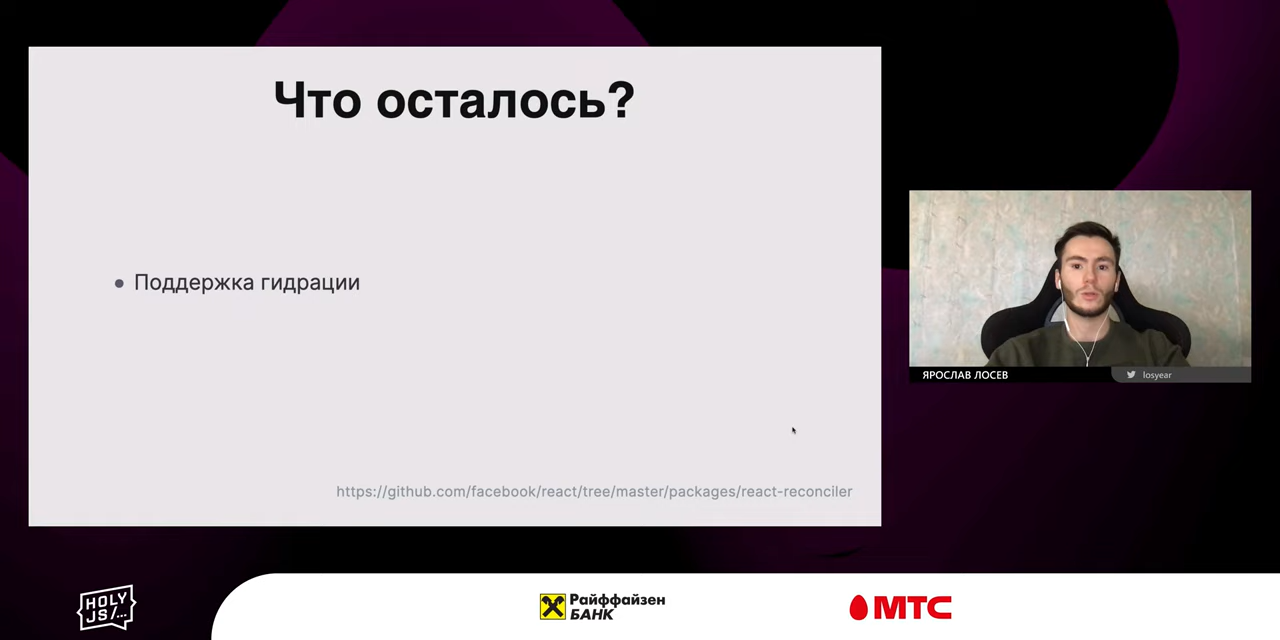 Что осталось?
Поддержка гидрации
https://github.com/facebook/react/tree/master/packages/react-reconciler
ЯРОСЛАВ ЛОСЕВ
losyear
HOLY
JS/...
Райффайзен
БАНК
МТС